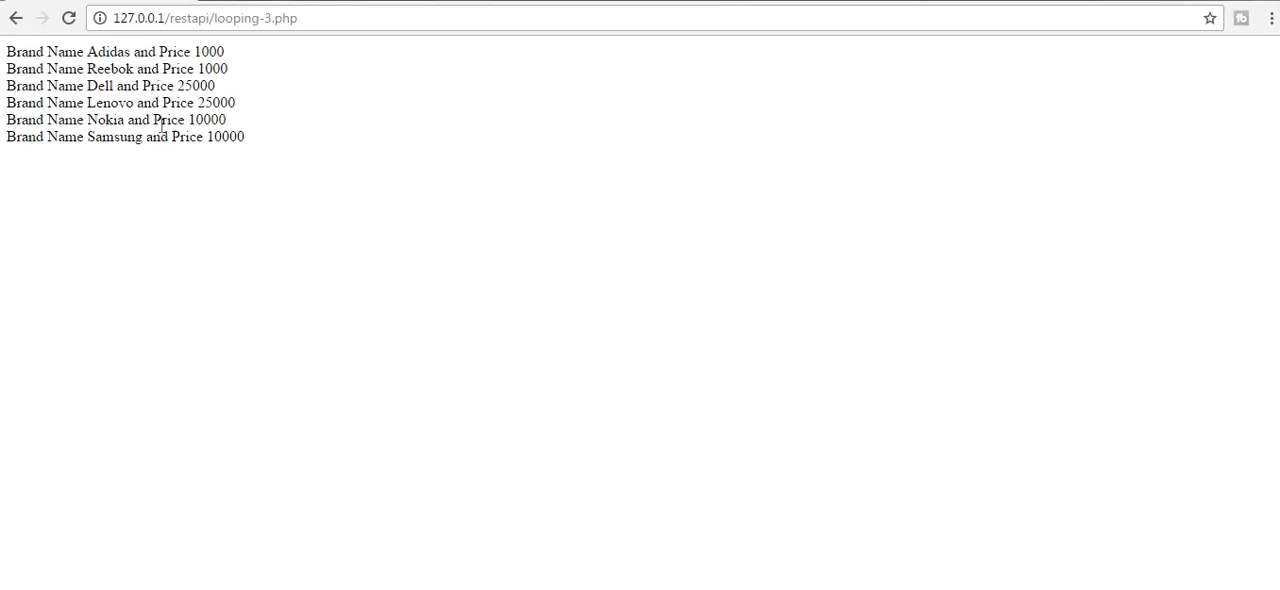 127.0.0.1/restapi/looping-3.php
Brand Name Adidas and Price 1000
Brand Name Reebok and Price 1000
Brand Name Dell and Price 25000
Brand Name Lenovo and Price 25000
Brand Name Nokia and Price 10000
Brand Name Samsung and Price 10000